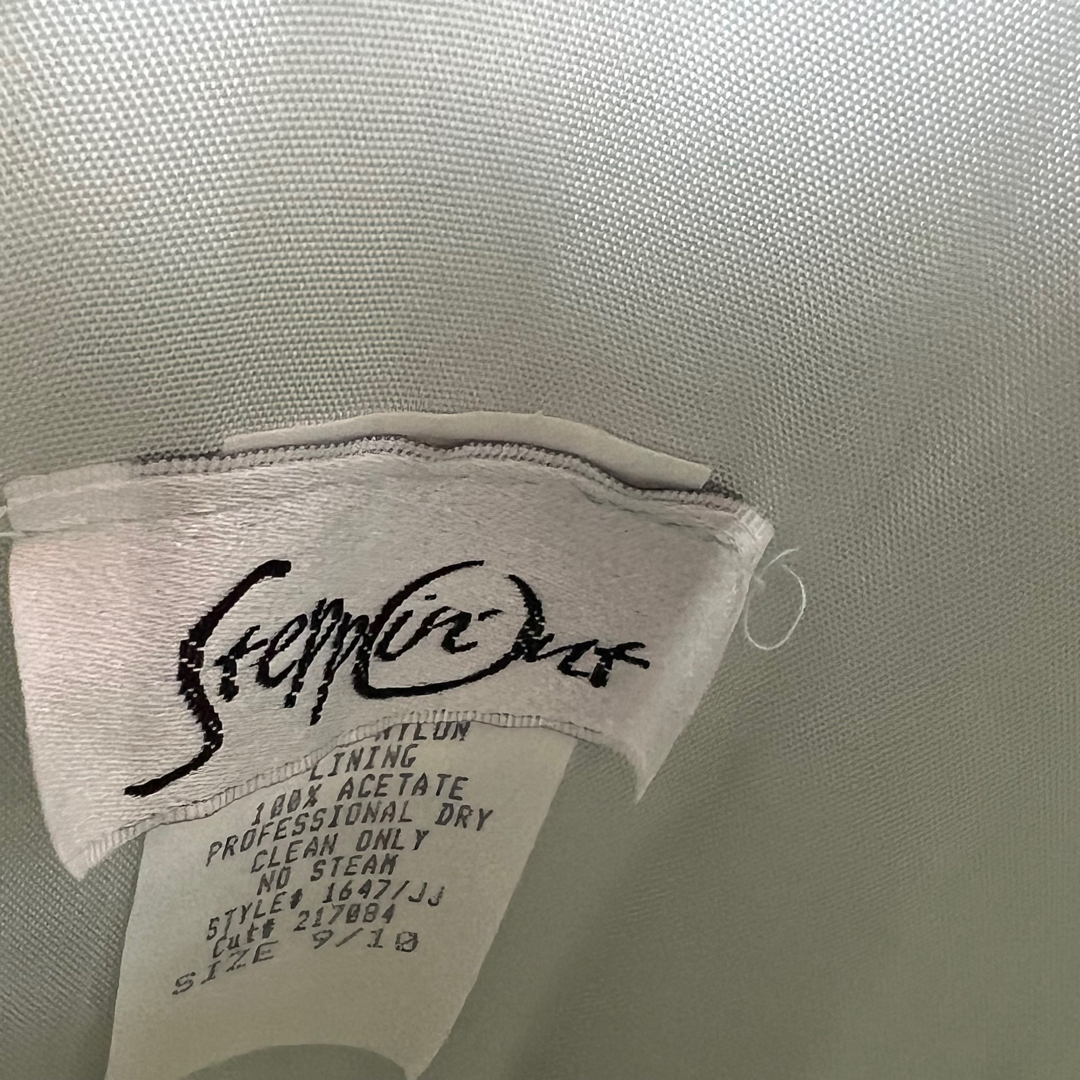 Steppin Out
NYLON
LINING
100% ACETATE
PROFESSIONAL DRY
CLEAN ONLY
NO STEAM
STYLE# 1647/JJ
Cut# 217084
SIZE 9/10